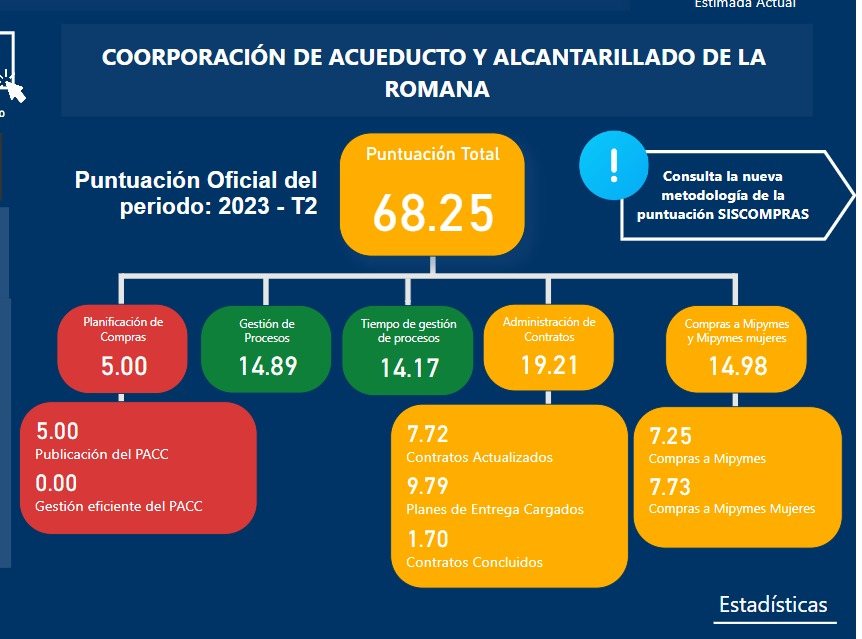 Estimada Actual
COORPORACIÓN DE ACUEDUCTO Y ALCANTARILLADO DE LA
ROMANA
Puntuación Oficial del
periodo: 2023 - T2
Puntuación Total
68.25
!
Consulta la nueva
metodología de la
puntuación SISCOMPRAS
Planificación de
Compras
5.00
Gestión de
Procesos
14.89
Tiempo de gestión
de procesos
14.17
Administración de
Contratos
19.21
Compras a Mipymes
y Mipymes mujeres
14.98
5.00
Publicación del PACC
0.00
Gestión eficiente del PACC
7.72
Contratos Actualizados
9.79
Planes de Entrega Cargados
1.70
Contratos Concluidos
7.25
Compras a Mipymes
7.73
Compras a Mipymes Mujeres
Estadísticas